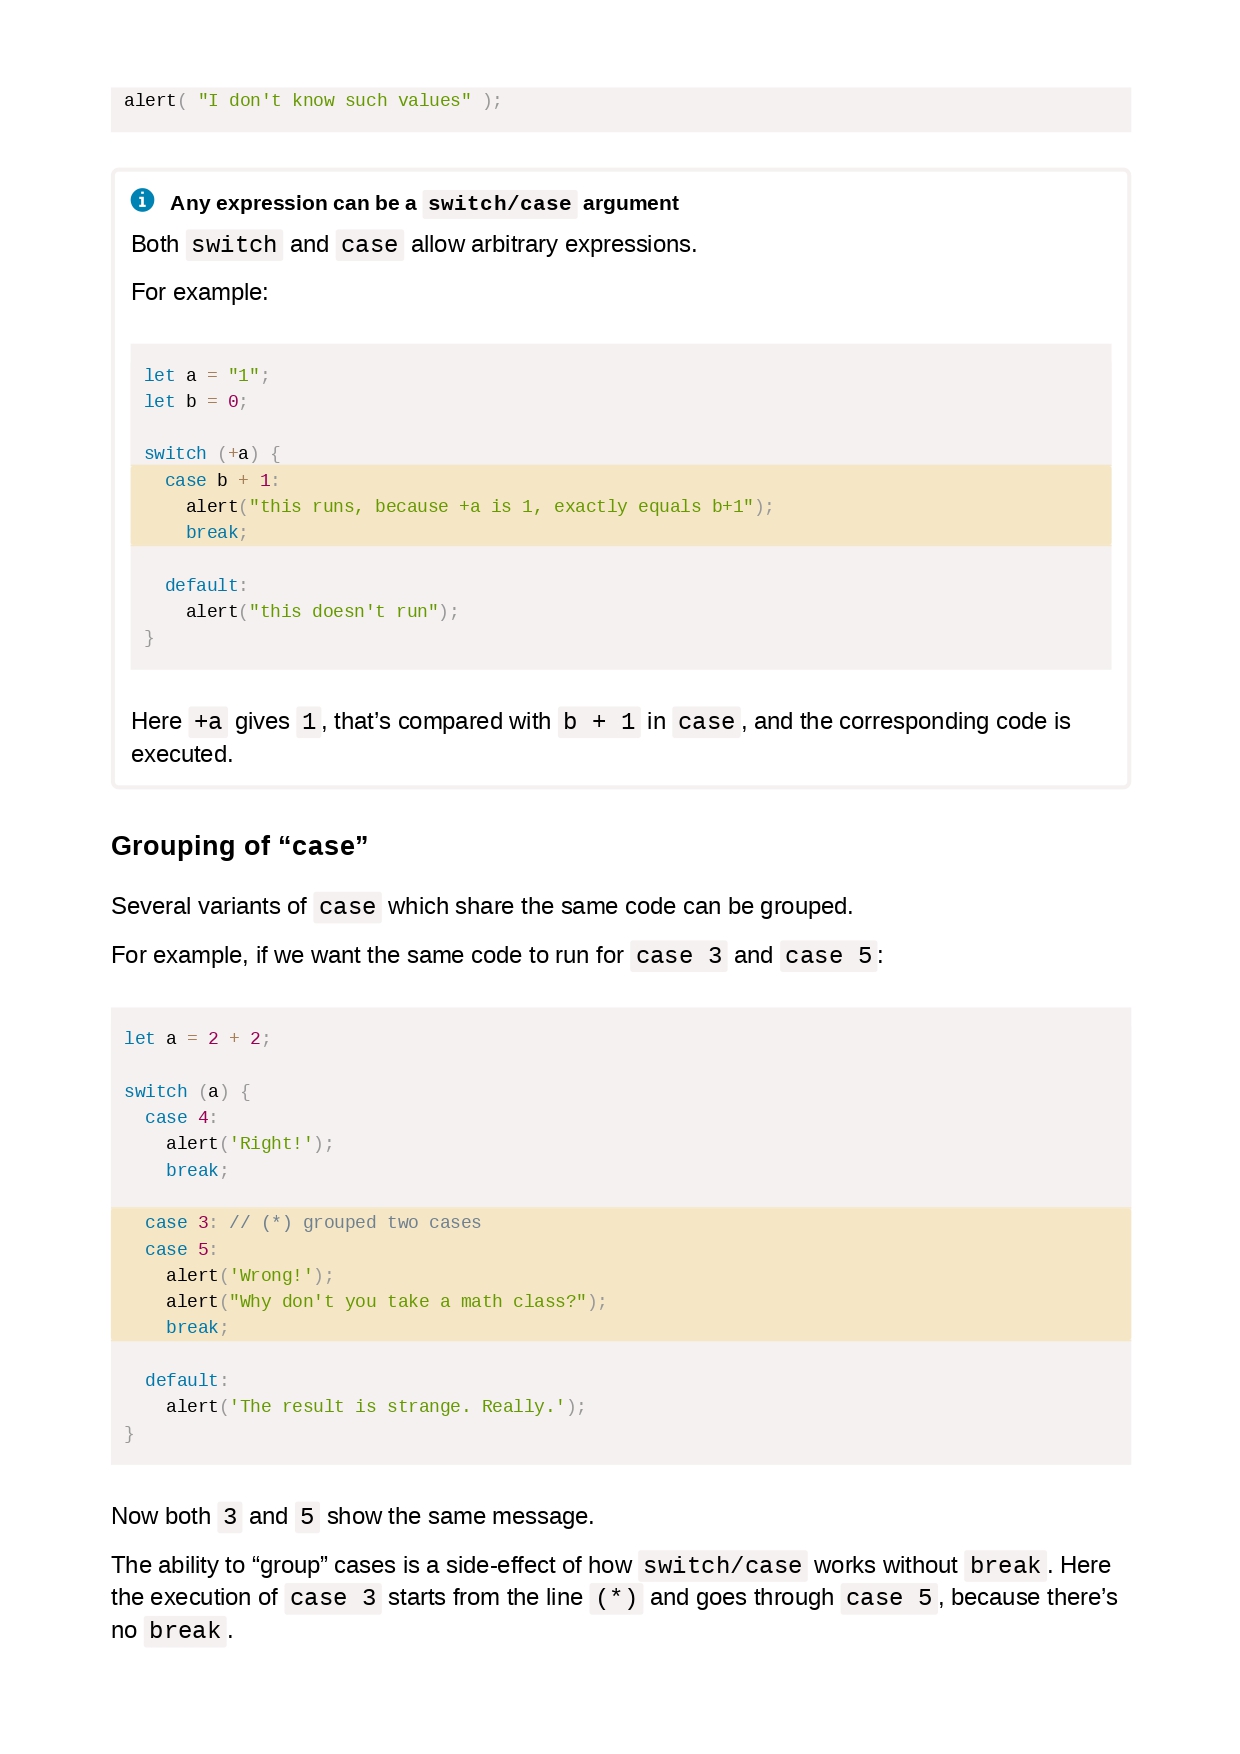 alert( "I don't know such values" );
Any expression can be a switch/case argument
Both switch and case allow arbitrary expressions.
For example:
let a = "1";
let b = 0;
switch (+a) {
case b + 1:
alert("this runs, because +a is 1, exactly equals b+1");
break;
default:
alert("this doesn't run");
}
Here +a gives 1, that’s compared with b + 1 in case, and the corresponding code is
executed.
Grouping of “case”
Several variants of case which share the same code can be grouped.
For example, if we want the same code to run for case 3 and case 5:
let a = 2 + 2;
switch (a) {
case 4:
alert('Right!');
break;
case 3: // (*) grouped two cases
case 5:
alert('Wrong!');
alert("Why don't you take a math class?");
break;
default:
alert('The result is strange. Really.');
}
Now both 3 and 5 show the same message.
The ability to “group” cases is a side-effect of how switch/case works without break. Here
the execution of case 3 starts from the line (*) and goes through case 5, because there’s
no break.